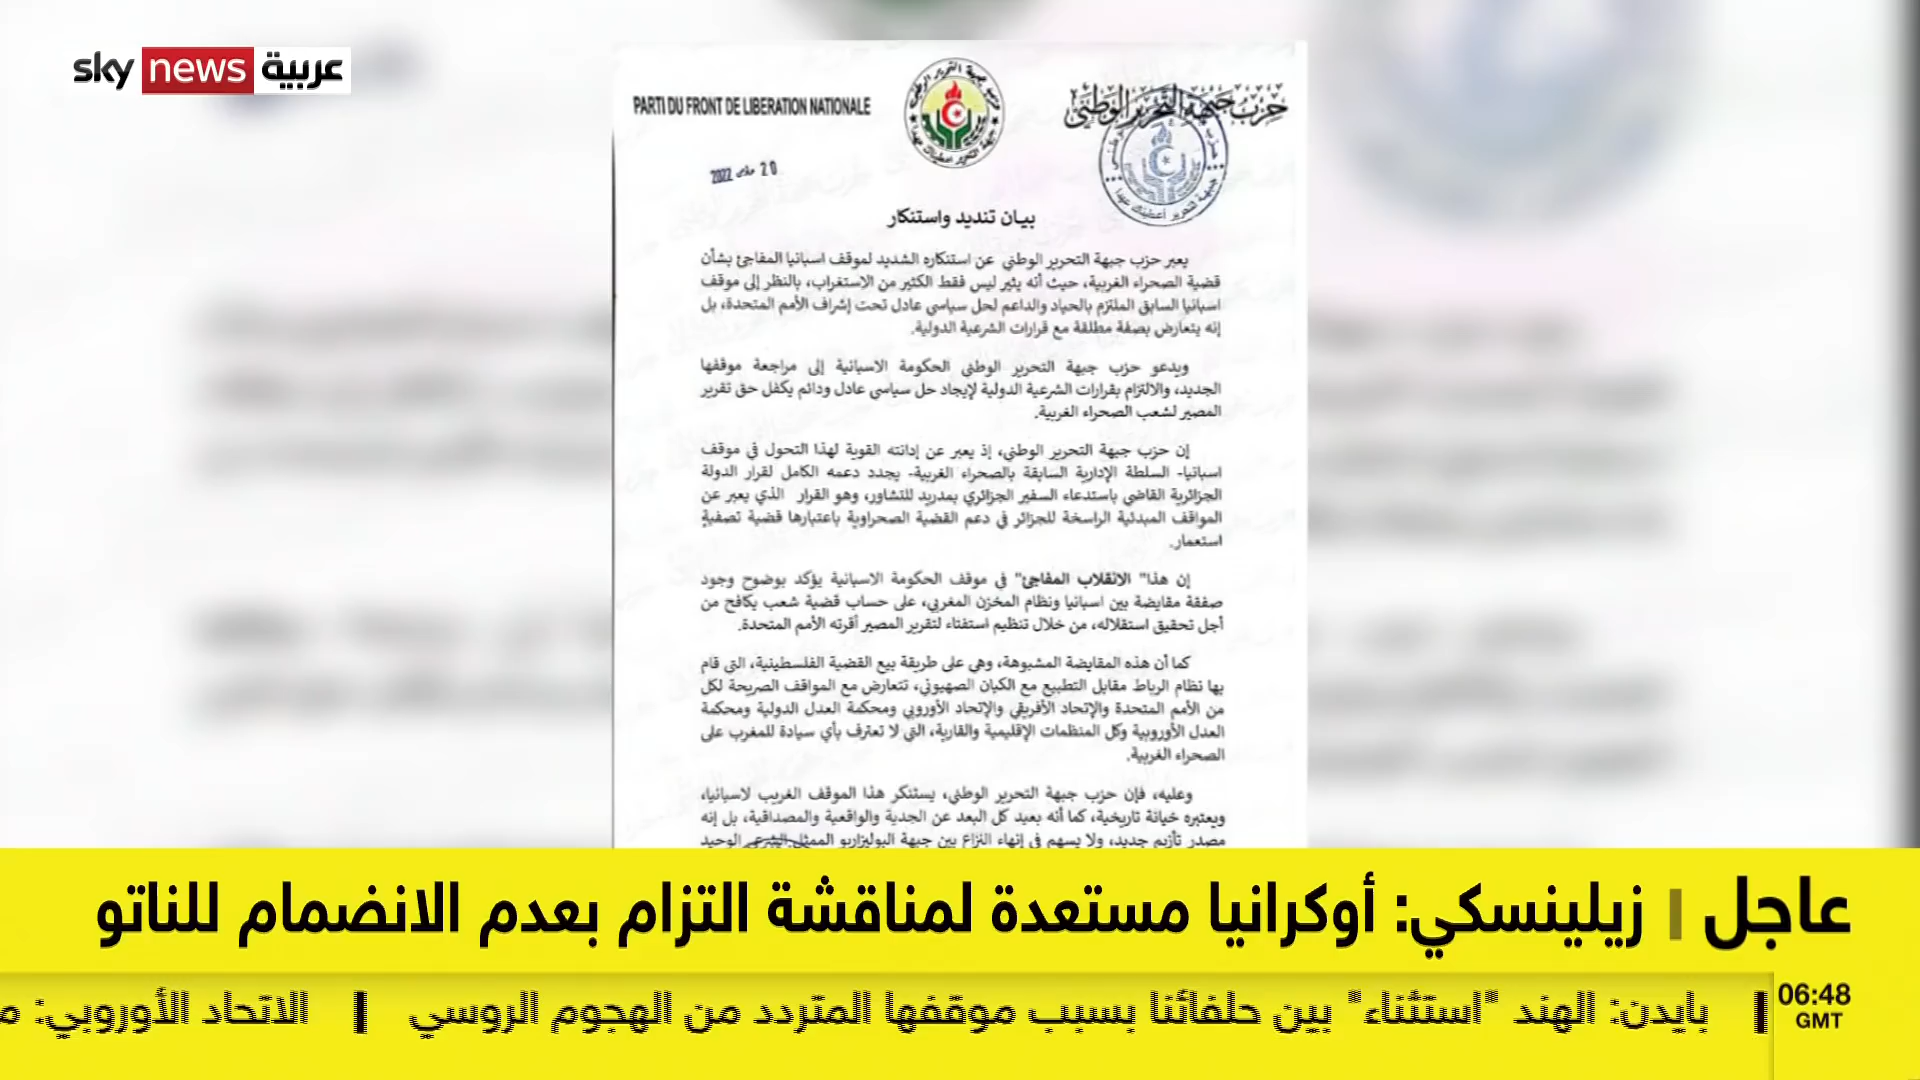 sky news عربية
PARTI DU FRONT DE LIBERATION NATIONALE
حزب جبهة التحرير الوطني
20 مارس 2022
بيان تنديد واستنكار
يعبر حزب جبهة التحرير الوطني عن استنكاره الشديد لموقف اسبانيا المفاجئ بشأن
قضية الصحراء الغربية، حيث أنه يثير ليس فقط الكثير من الاستغراب، بالنظر إلى موقف
اسبانيا السابق الملتزم بالحياد والداعم لحل سياسي عادل تحت إشراف الأمم المتحدة، بل
إنه يتعارض بصفة مطلقة مع قرارات الشرعية الدولية.
ويدعو حزب جبهة التحرير الوطني الحكومة الاسبانية إلى مراجعة موقفها
الجديد، والالتزام بقرارات الشرعية الدولية لإيجاد حل سياسي عادل ودائم يكفل حق تقرير
المصير لشعب الصحراء الغربية.
إن حزب جبهة التحرير الوطني، إذ يعبر عن إدانته القوية لهذا التحول في موقف
اسبانيا- السلطة الإدارية السابقة بالصحراء الغربية- يجدد دعمه الكامل لقرار الدولة
الجزائرية القاضي باستدعاء السفير الجزائري بمدريد للتشاور، وهو القرار الذي يعبر عن
المواقف المبدئية الراسخة للجزائر في دعم القضية الصحراوية باعتبارها قضية تصفية
استعمار.
إن هذا" الانقلاب المفاجئ" في موقف الحكومة الاسبانية يؤكد بوضوح وجود
صفقة مقايضة بين اسبانيا ونظام المخزن المغربي، على حساب قضية شعب يكافح من
أجل تحقيق استقلاله، من خلال تنظيم استفتاء لتقرير المصير أقرته الأمم المتحدة.
كما أن هذه المقايضة المشبوهة، وهي على طريقة بيع القضية الفلسطينية، التي قام
بها نظام الرباط مقابل التطبيع مع الكيان الصهيوني، تتعارض مع المواقف الصريحة لكل
من الأمم المتحدة والإتحاد الأفريقي والإتحاد الأوروبي ومحكمة العدل الدولية ومحكمة
العدل الأوروبية وكل المنظمات الإقليمية والقارية، التي لا تعترف بأي سيادة للمغرب على
الصحراء الغربية.
وعليه، فإن حزب جبهة التحرير الوطني، يستنكر هذا الموقف الغريب لاسبانيا،
ويعتبره خيانة تاريخية، كما أنه بعيد كل البعد عن الجدية والواقعية والمصداقية، بل إنه
مصدر تأزيم جديد، ولا يسهم في إنهاء النزاع بين جبهة البوليزاريو الممثل الشرعي الوحيد
عاجل | زيلينسكي: أوكرانيا مستعدة لمناقشة التزام بعدم الانضمام للناتو
بايدن: الهند "استثناء" بين حلفائنا بسبب موقفها المتردد من الهجوم الروسي | الاتحاد الأوروبي:
06:48
GMT